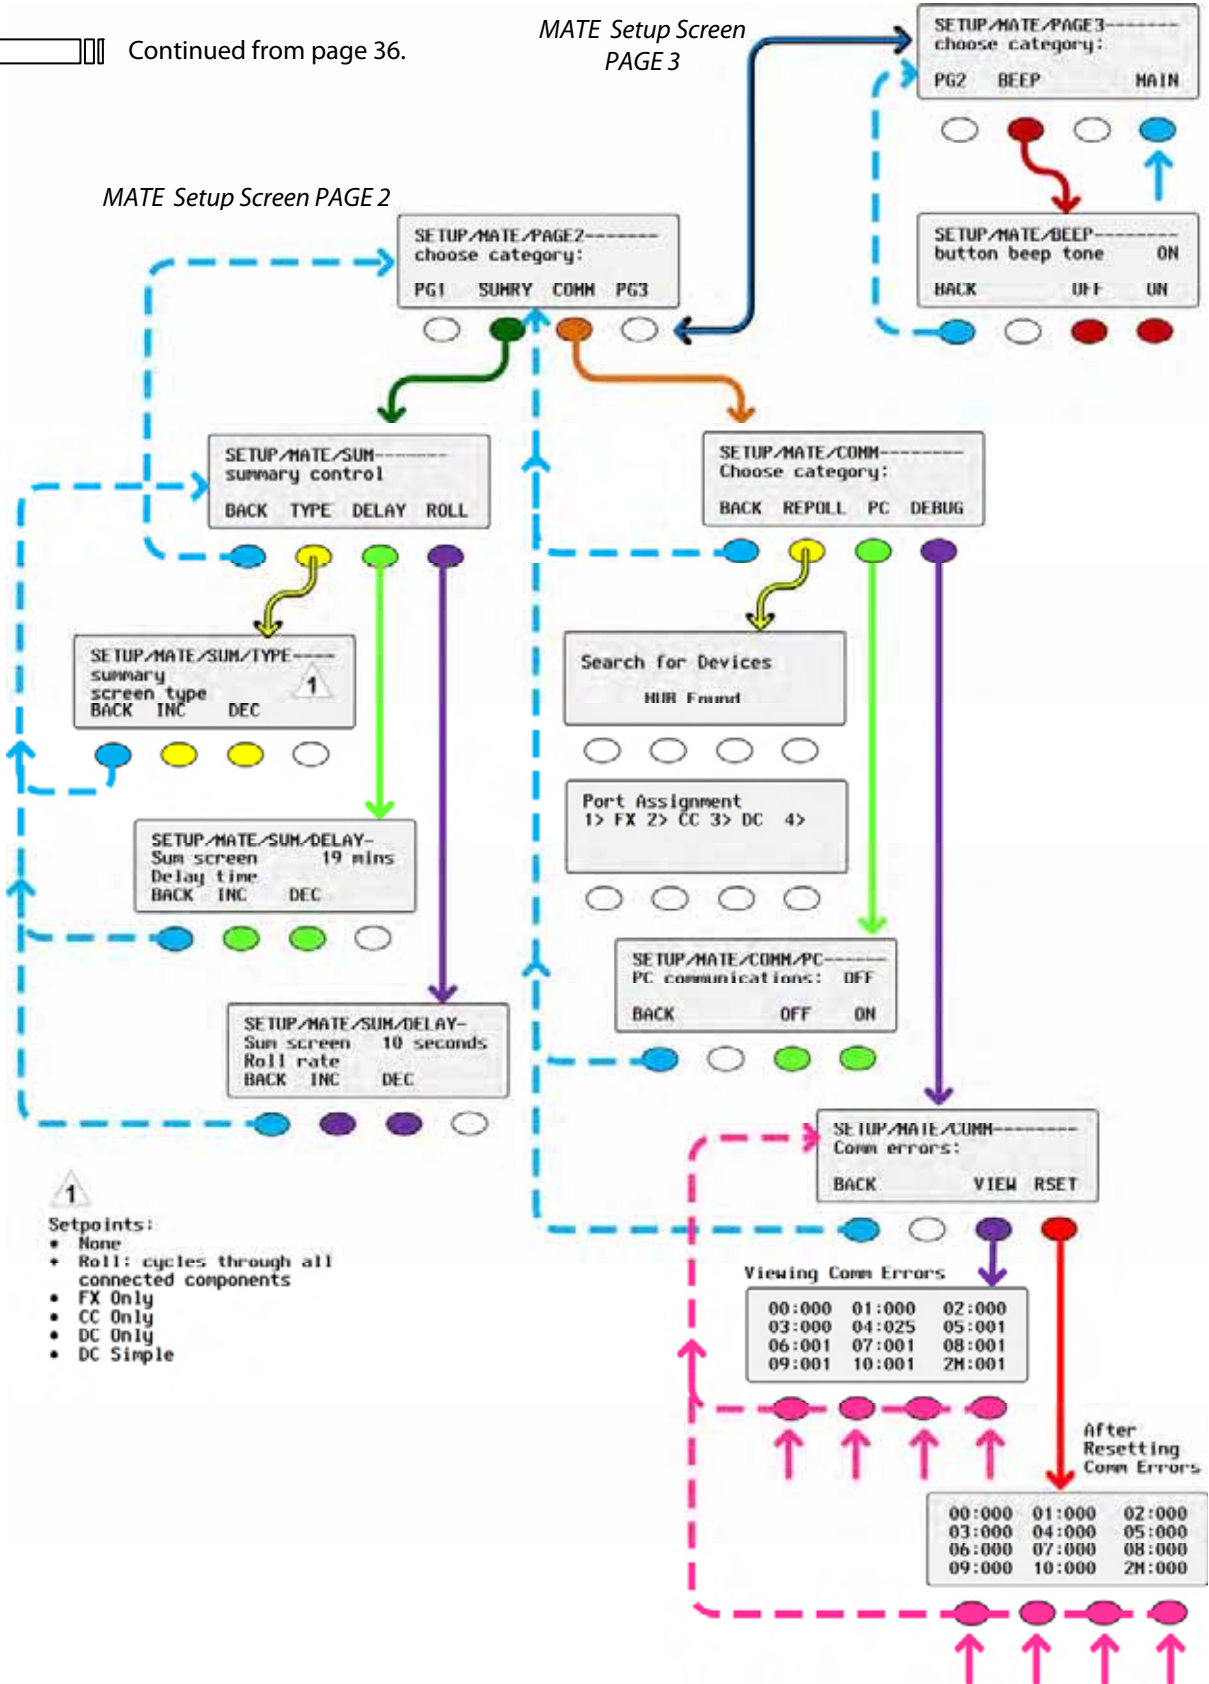 Continued from page 36.
MATE Setup Screen
PAGE 3
SETUP/MATE/PAGE3-------
choose category:
PG2 BEEP MAIN
MATE Setup Screen PAGE 2
SETUP/MATE/PAGE2-------
choose category:
PG1 SUMRY COMM PG3
SETUP/MATE/BEEP--------
button beep tone ON
BACK OFF ON
SETUP/MATE/SUM-------
summary control
BACK TYPE DELAY ROLL
SETUP/MATE/COMM--------
Choose category:
BACK REPOLL PC DEBUG
SETUP/MATE/SUM/TYPE----
summary
screen type
1
BACK INC DEC
Search for Devices
HUB Found
Port Assignment
1> FX 2> CC 3> DC 4>
SETUP/MATE/SUM/DELAY-
Sum screen 19 mins
Delay time
BACK INC DEC
SETUP/MATE/COMM/PC------
PC communications: OFF
BACK OFF ON
SETUP/MATE/SUM/DELAY-
Sum screen 10 seconds
Roll rate
BACK INC DEC
SETUP/MATE/COMM--------
Comm errors:
BACK VIEW RSET
1
Setpoints:
• None
• Roll: cycles through all
connected components
• FX Only
• CC Only
• DC Only
• DC Simple
Viewing Comm Errors
00:000 01:000 02:000
03:000 04:025 05:001
06:001 07:001 08:001
09:001 10:001 2M:001
After
Resetting
Comm Errors
00:000 01:000 02:000
03:000 04:000 05:000
06:000 07:000 08:000
09:000 10:000 2M:000